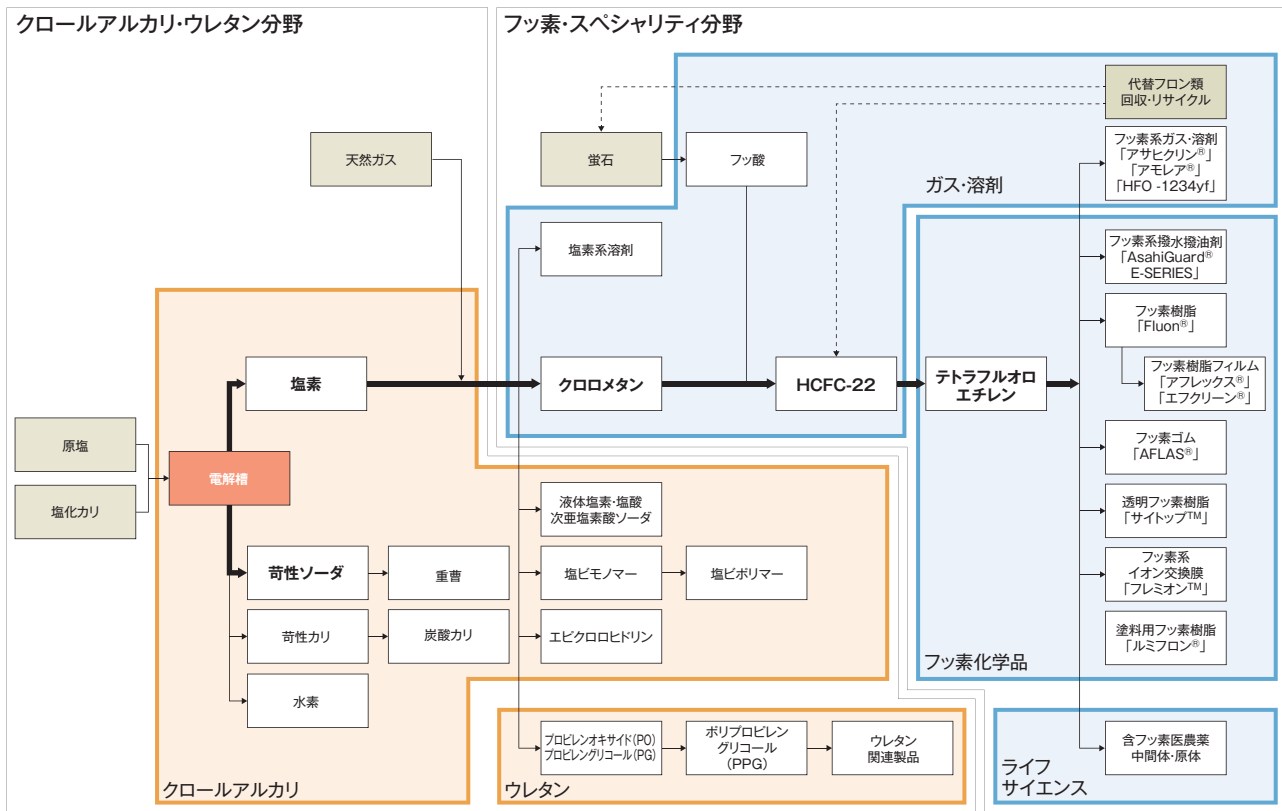 クロールアルカリ・ウレタン分野
フッ素・スペシャリティ分野
代替フロン類
回収・リサイクル
天然ガス
蛍石
フッ酸
フッ素系ガス・溶剤
「アサヒクリン®」
「アモレア®」
「HFO -1234yf」
ガス・溶剤
塩素系溶剤
フッ素系撥水撥油剤
「AsahiGuard®
E-SERIES」
フッ素樹脂
「Fluon®」
塩素
クロロメタン
HCFC-22
テトラフルオロ
エチレン
フッ素樹脂フィルム
「アフレックス®」
「エフクリーン®」
原塩
電解槽
塩化カリ
フッ素ゴム
「AFLAS®」
液体塩素・塩酸
次亜塩素酸ソーダ
透明フッ素樹脂
「サイトップ™」
苛性ソーダ
重曹
塩ビモノマー
塩ビポリマー
フッ素系
イオン交換膜
「フレミオン™」
苛性カリ
炭酸カリ
エピクロロヒドリン
塗料用フッ素樹脂
「ルミフロン®」
フッ素化学品
水素
プロピレンオキサイド(PO)
プロピレングリコール(PG)
ポリプロピレン
グリコール
(PPG)
ウレタン
関連製品
含フッ素医農薬
中間体・原体
クロールアルカリ
ウレタン
ライフ
サイエンス